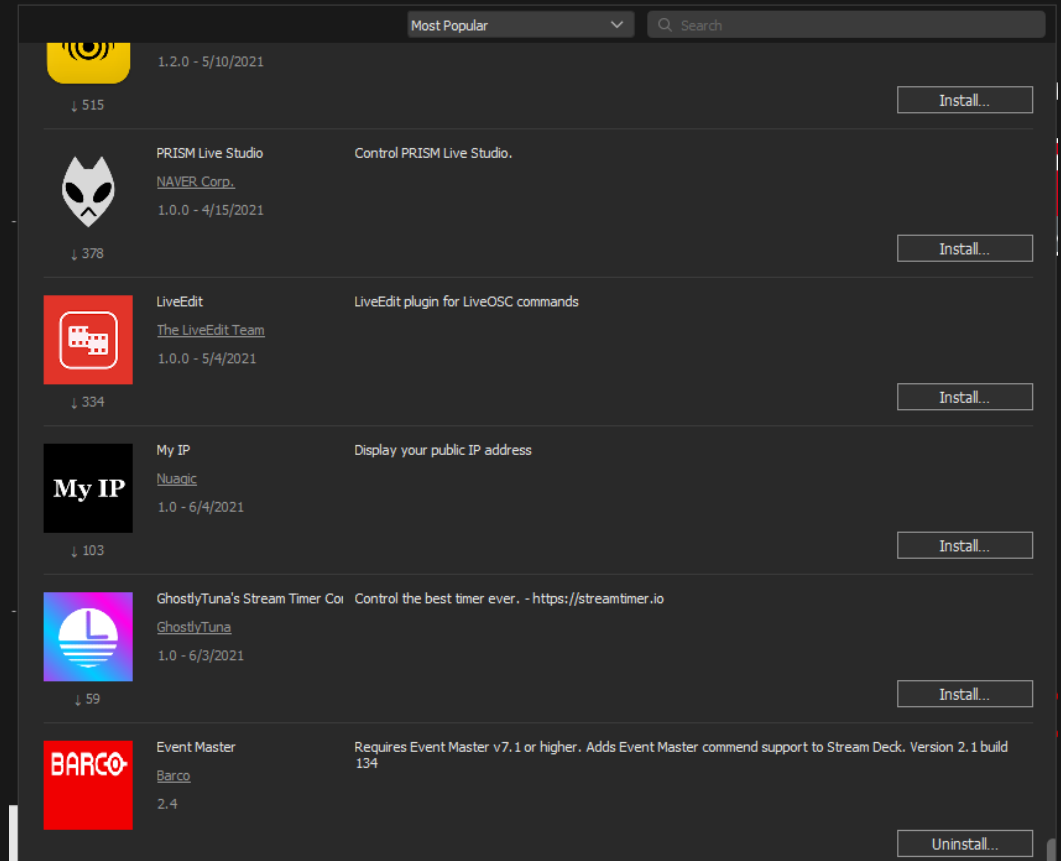 Most Popular
Search
1.2.0 - 5/10/2021
↓ 515
Install...
PRISM Live Studio
Control PRISM Live Studio.
NAVER Corp.
1.0.0 - 4/15/2021
↓ 378
Install...
LiveEdit
LiveEdit plugin for LiveOSC commands
The LiveEdit Team
1.0.0 - 5/4/2021
↓ 334
Install...
My IP
Display your public IP address
Nuagic
My IP
1.0 - 6/4/2021
↓ 103
Install...
GhostlyTuna's Stream Timer Co
Control the best timer ever. - https://streamtimer.io
GhostlyTuna
1.0 - 6/3/2021
↓ 59
Install...
Event Master
Requires Event Master v7.1 or higher. Adds Event Master commend support to Stream Deck. Version 2.1 build
134
BARCO
Barco
2.4
Uninstall...